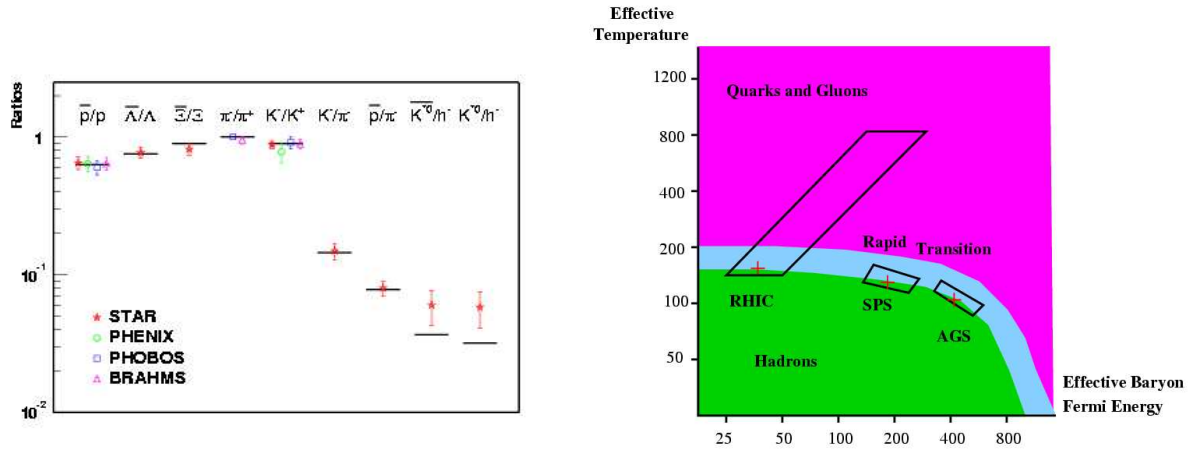 Ratios
p̅/p Λ̅/Λ Ξ̅/Ξ π⁻/π⁺ K⁻/K⁺ K⁻/π⁻ p̅/π⁻ K̅*⁰/h⁻ K*⁰/h⁻
1
10⁻¹
10⁻²
STAR
PHENIX
PHOBOS
BRAHMS
Effective
Temperature
1200
800
400
200
100
50
Quarks and Gluons
Rapid Transition
RHIC
SPS
AGS
Hadrons
Effective Baryon
Fermi Energy
25 50 100 200 400 800